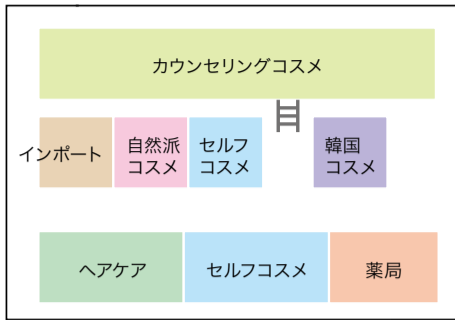 カウンセリングコスメ
インポート
自然派
コスメ
セルフ
コスメ
韓国
コスメ
ヘアケア
セルフコスメ
薬局